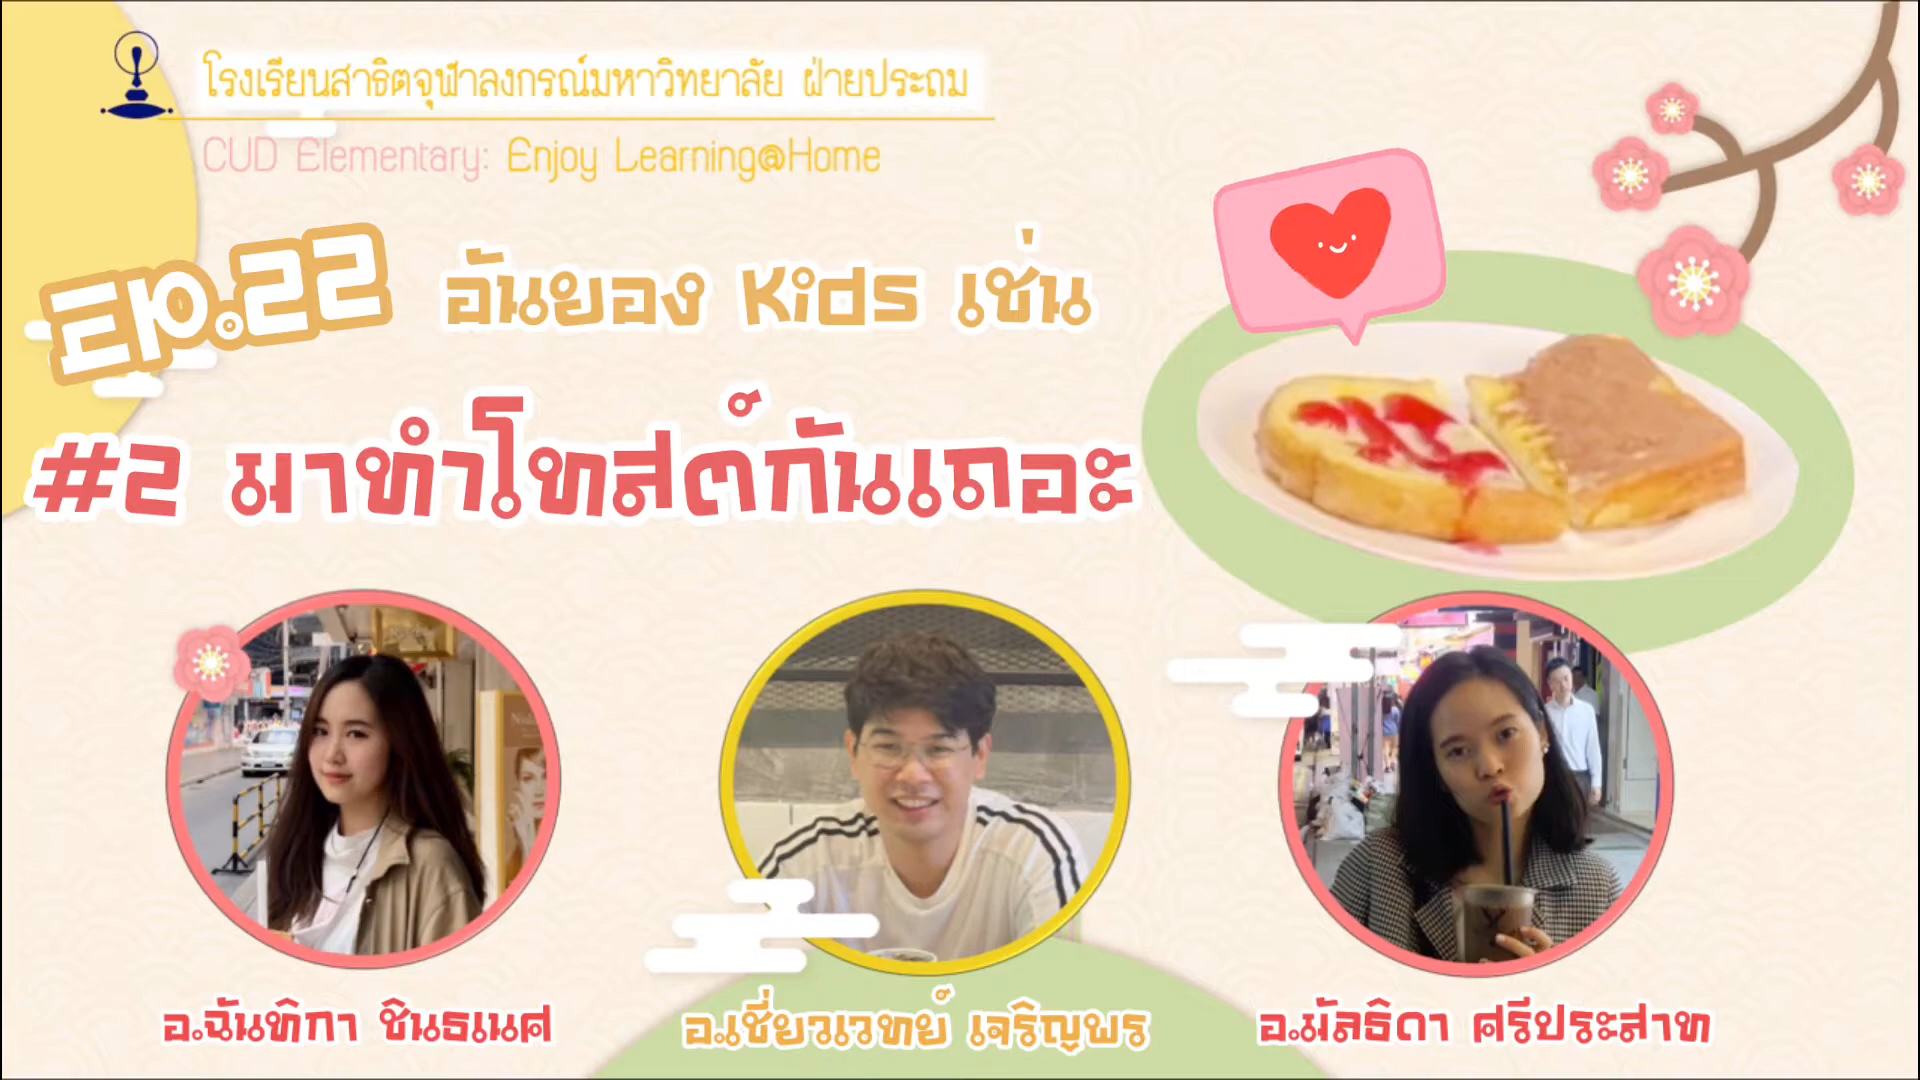 โรงเรียนสาธิตจุฬาลงกรณ์มหาวิทยาลัย ฝ่ายประถม
CUD Elementary: Enjoy Learning@Home
EP.22 อันยอง Kids เช่น
#2 มาทำโทสต์กันเถอะ
อ.ฉันทิกา ชินธเนศ
อ.เชี่ยวเวทย์ เจริญพร
อ.มัลธิดา ศรีประสาท